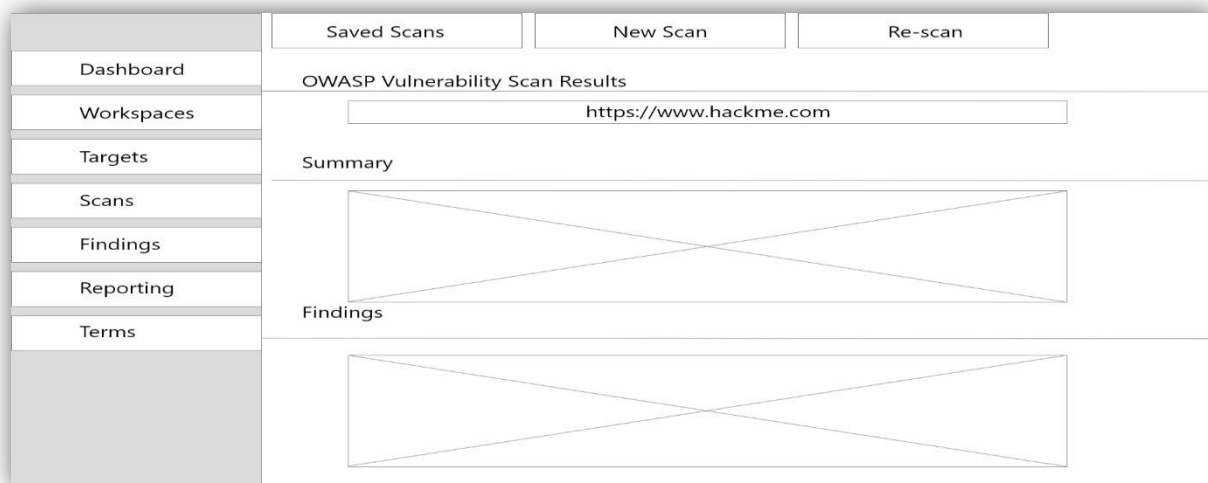 Saved Scans
New Scan
Re-scan
Dashboard
Workspaces
Targets
Scans
Findings
Reporting
Terms
OWASP Vulnerability Scan Results
https://www.hackme.com
Summary
Findings